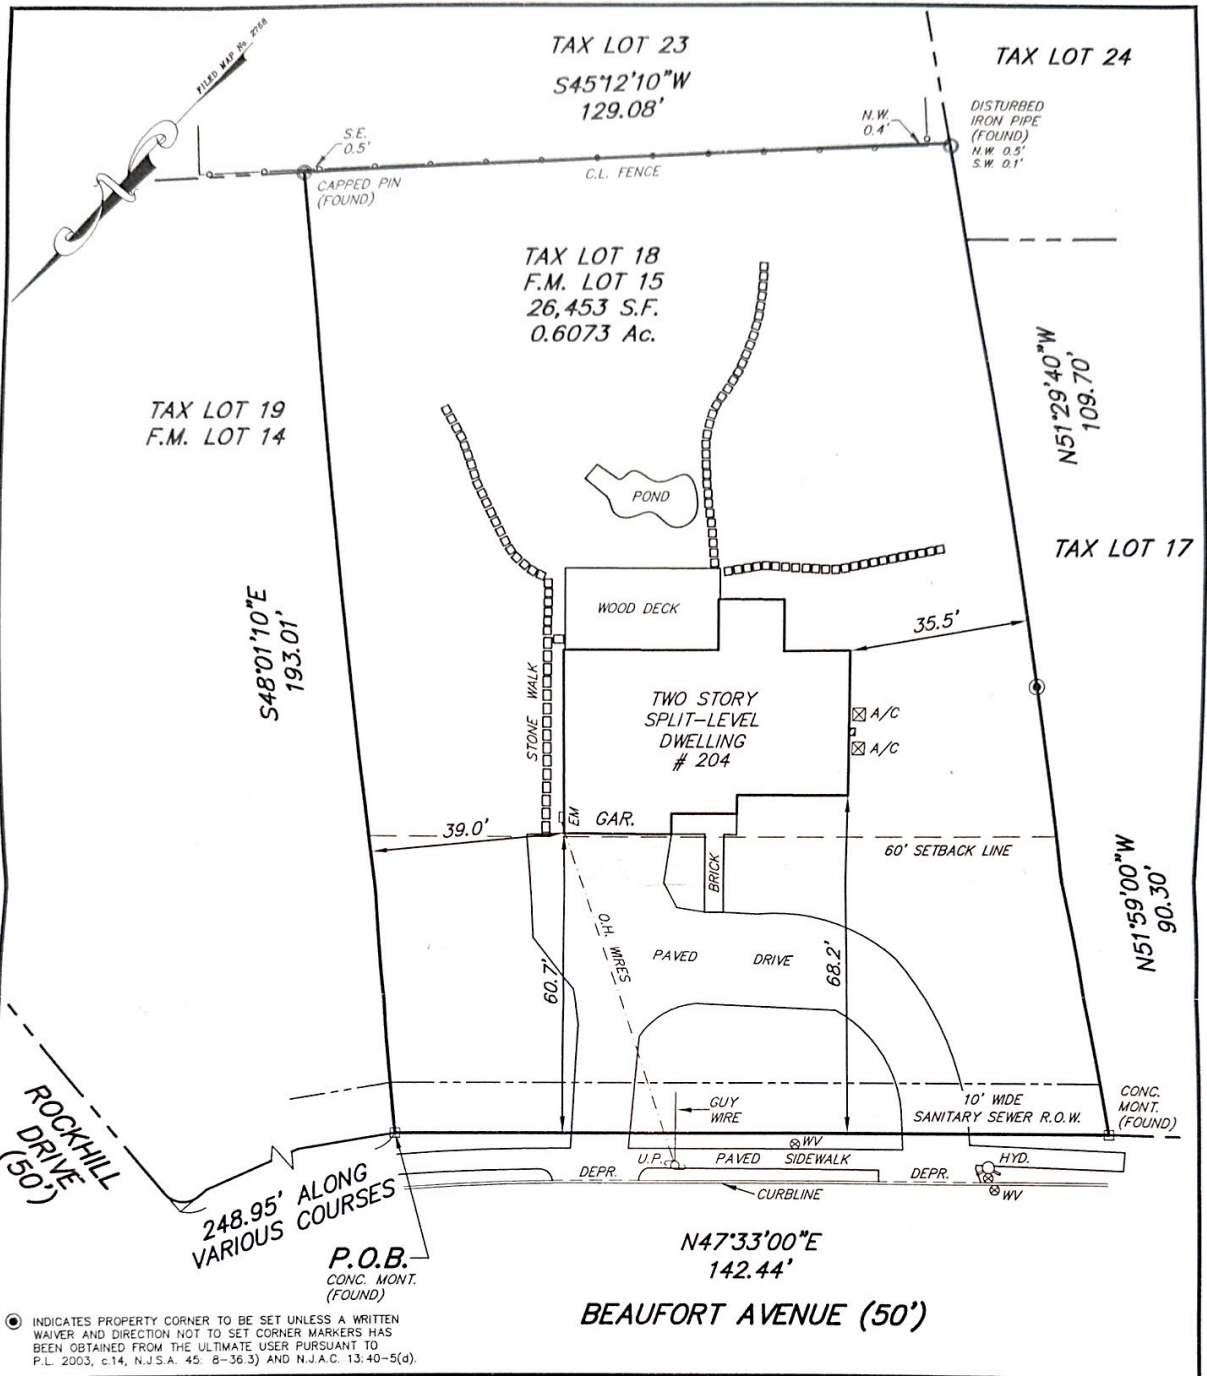 FILED MAP No. 2768
TAX LOT 23
S45°12'10"W
129.08'
TAX LOT 24
S.E.
0.5'
N.W.
0.4'
DISTURBED
IRON PIPE
(FOUND)
N.W. 0.5'
S.W. 0.1'
CAPPED PIN
(FOUND)
C.L. FENCE
TAX LOT 18
F.M. LOT 15
26,453 S.F.
0.6073 Ac.
N51°29'40"W
109.70'
TAX LOT 19
F.M. LOT 14
POND
TAX LOT 17
S48°01'10"E
193.01'
WOOD DECK
35.5'
STONE WALK
TWO STORY
SPLIT-LEVEL
DWELLING
# 204
A/C
A/C
EM
GAR.
39.0'
60' SETBACK LINE
BRICK
N51°59'00"W
90.30'
O.H. WIRES
PAVED DRIVE
60.7'
68.2'
ROCKHILL
DRIVE
(50')
GUY
WIRE
10' WIDE
SANITARY SEWER R.O.W.
CONC.
MONT.
(FOUND)
WV
U.P.
PAVED SIDEWALK
HYD.
DEPR.
DEPR.
WV
CURBLINE
248.95' ALONG
VARIOUS COURSES
P.O.B.
CONC. MONT.
(FOUND)
N47°33'00"E
142.44'
BEAUFORT AVENUE (50')
INDICATES PROPERTY CORNER TO BE SET UNLESS A WRITTEN
WAIVER AND DIRECTION NOT TO SET CORNER MARKERS HAS
BEEN OBTAINED FROM THE ULTIMATE USER PURSUANT TO
P.L. 2003, c.14, N.J.S.A. 45: 8-36.3) AND N.J.A.C. 13:40-5(d).